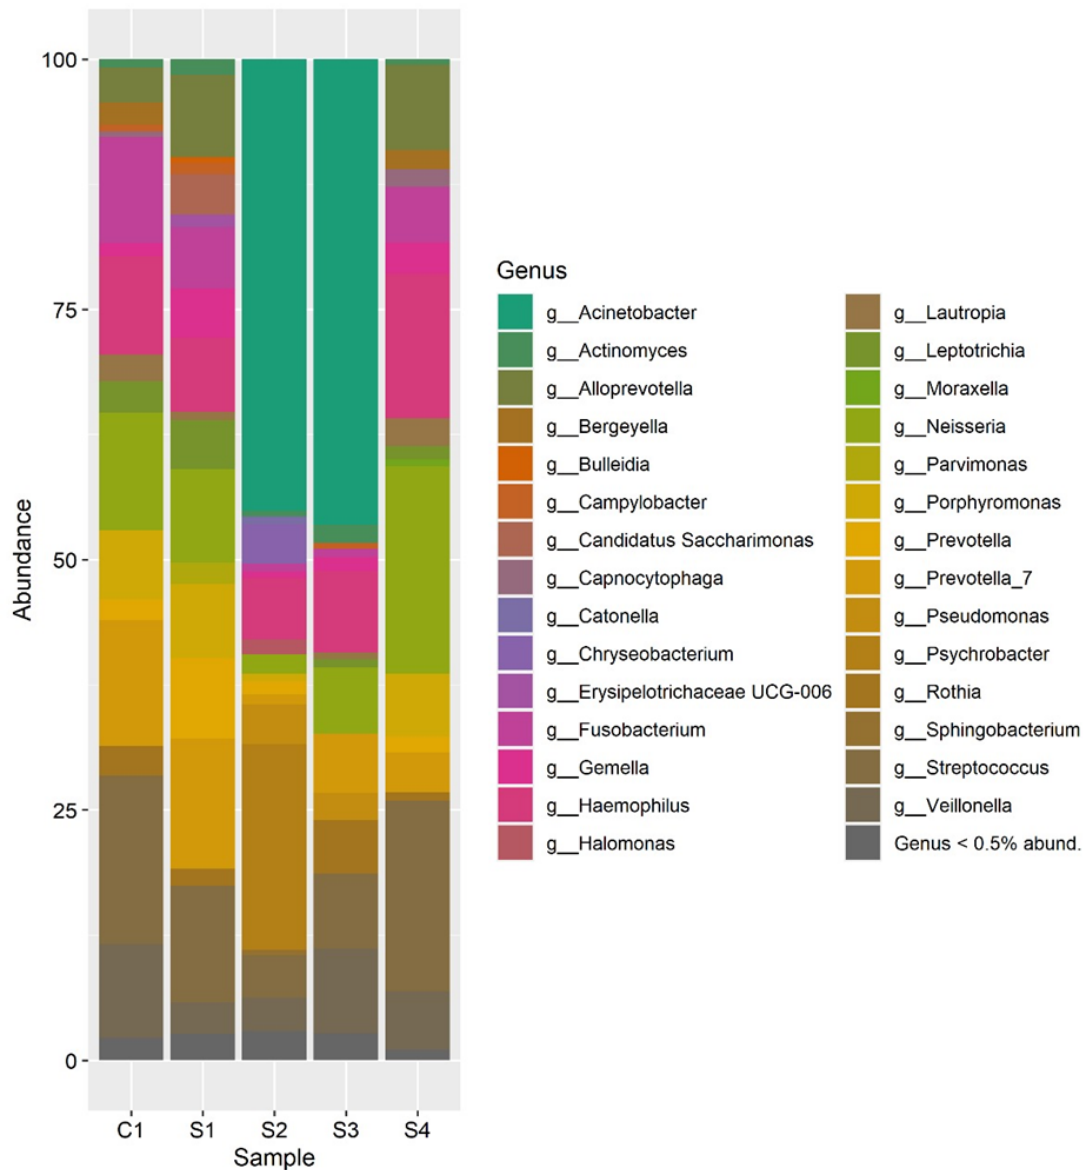 100
75
50
25
0
Abundance
C1 S1 S2 S3 S4
Sample
Genus
g__Acinetobacter
g__Actinomyces
g__Alloprevotella
g__Bergeyella
g__Bulleidia
g__Campylobacter
g__Candidatus Saccharimonas
g__Capnocytophaga
g__Catonella
g__Chryseobacterium
g__Erysipelotrichaceae UCG-006
g__Fusobacterium
g__Gemella
g__Haemophilus
g__Halomonas
g__Lautropia
g__Leptotrichia
g__Moraxella
g__Neisseria
g__Parvimonas
g__Porphyromonas
g__Prevotella
g__Prevotella_7
g__Pseudomonas
g__Psychrobacter
g__Rothia
g__Sphingobacterium
g__Streptococcus
g__Veillonella
Genus < 0.5% abund.